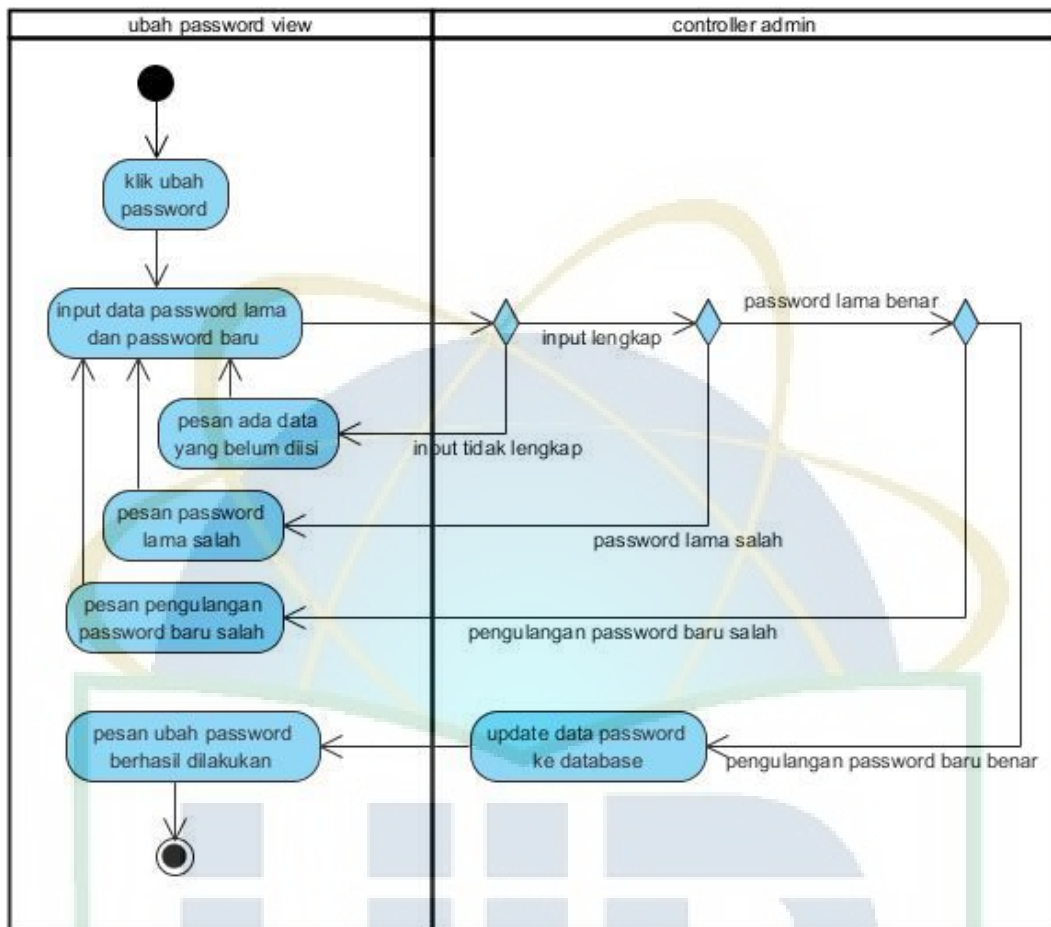 ubah password view
controller admin
klik ubah
password
input data password lama
dan password baru
input lengkap
password lama benar
pesan ada data
yang belum diisi
input tidak lengkap
pesan password
lama salah
password lama salah
pesan pengulangan
password baru salah
pengulangan password baru salah
pesan ubah password
berhasil dilakukan
update data password
ke database
pengulangan password baru benar